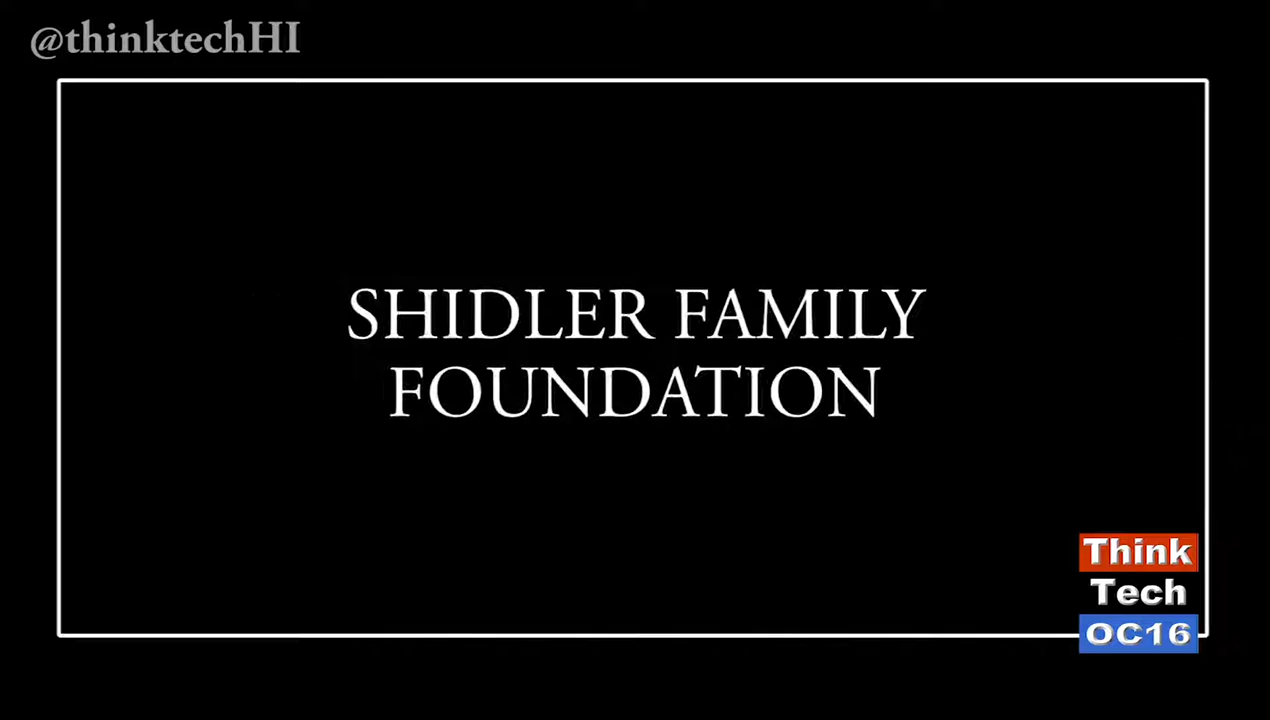 @thinktechHI
SHIDLER FAMILY
FOUNDATION
Think
Tech
OC16